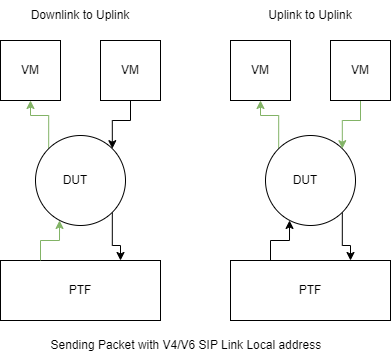 Downlink to Uplink
Uplink to Uplink
VM
VM
VM
VM
DUT
DUT
PTF
PTF
Sending Packet with V4/V6 SIP Link Local address